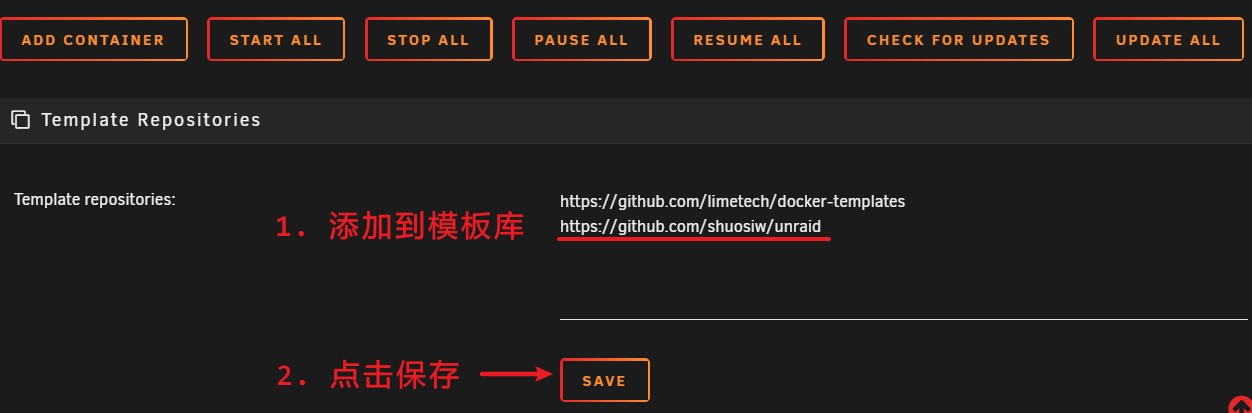 ADD CONTAINER START ALL STOP ALL PAUSE ALL RESUME ALL CHECK FOR UPDATES UPDATE ALL
Template Repositories
Template repositories:
https://github.com/limetech/docker-templates
1. 添加到模板库
https://github.com/shuosiw/unraid
2. 点击保存
SAVE